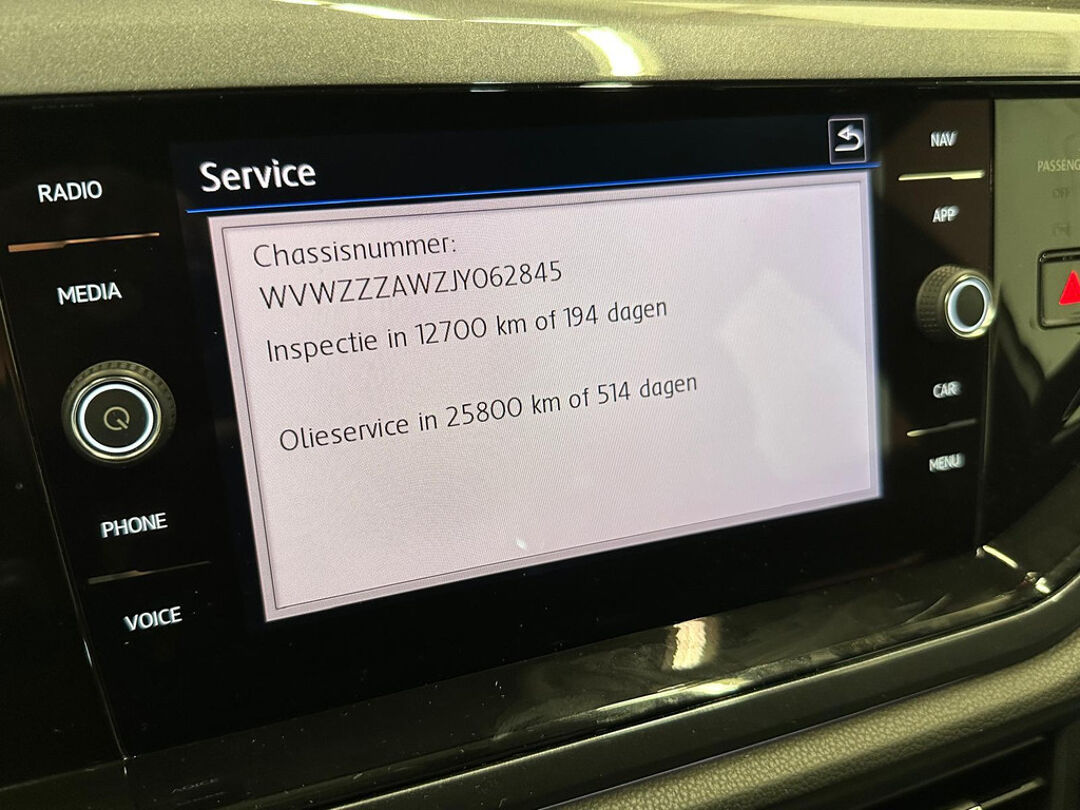 Service
Chassisnummer:
WVWZZZAWZJY062845
Inspectie in 12700 km of 194 dagen
Olieservice in 25800 km of 514 dagen
RADIO
MEDIA
PHONE
VOICE
NAV
APP
CAR
MENU